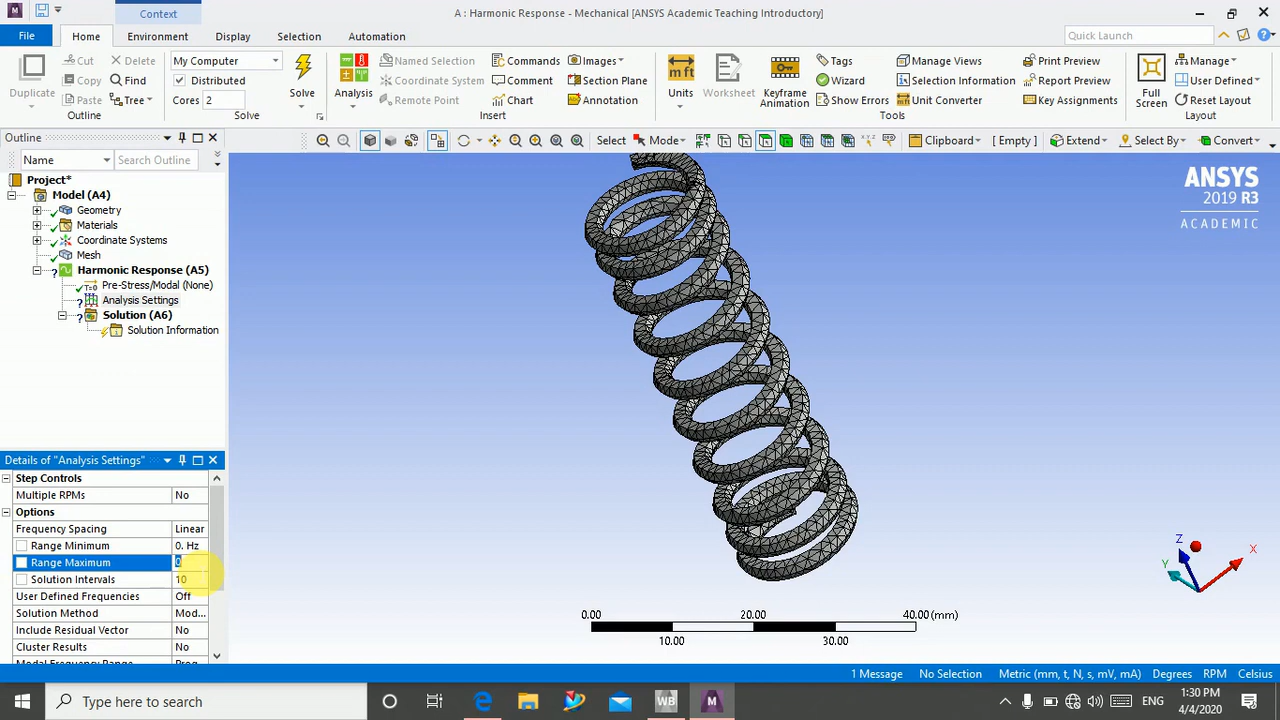 A : Harmonic Response - Mechanical [ANSYS Academic Teaching Introductory]
Context
File
Home
Environment
Display
Selection
Automation
Quick Launch
Duplicate
Cut
Copy
Paste
Delete
Find
Tree
Outline
My Computer
Distributed
Cores 2
Solve
Solve
Analysis
Named Selection
Coordinate System
Remote Point
Commands
Comment
Chart
Images
Section Plane
Annotation
Insert
Units
Worksheet
Keyframe
Animation
Tags
Wizard
Show Errors
Manage Views
Selection Information
Unit Converter
Print Preview
Report Preview
Key Assignments
Tools
Full
Screen
Manage
User Defined
Reset Layout
Layout
Outline
Select
Mode
Clipboard
[ Empty ]
Extend
Select By
Convert
Name
Search Outline
Project*
Model (A4)
Geometry
Materials
Coordinate Systems
Mesh
Harmonic Response (A5)
T=0
Pre-Stress/Modal (None)
Analysis Settings
Solution (A6)
Solution Information
ANSYS
2019 R3
ACADEMIC
Details of "Analysis Settings"
Step Controls
Multiple RPMs No
Options
Frequency Spacing Linear
Range Minimum 0. Hz
Range Maximum 0
Solution Intervals 10
User Defined Frequencies Off
Solution Method Mod...
Include Residual Vector No
Cluster Results No
Modal Frequency Range Prog...
0.00 20.00 40.00 (mm)
10.00 30.00
Z
Y
X
1 Message
No Selection
Metric (mm, t, N, s, mV, mA)
Degrees
RPM
Celsius
Type here to search
WB
M
ENG
1:30 PM
4/4/2020